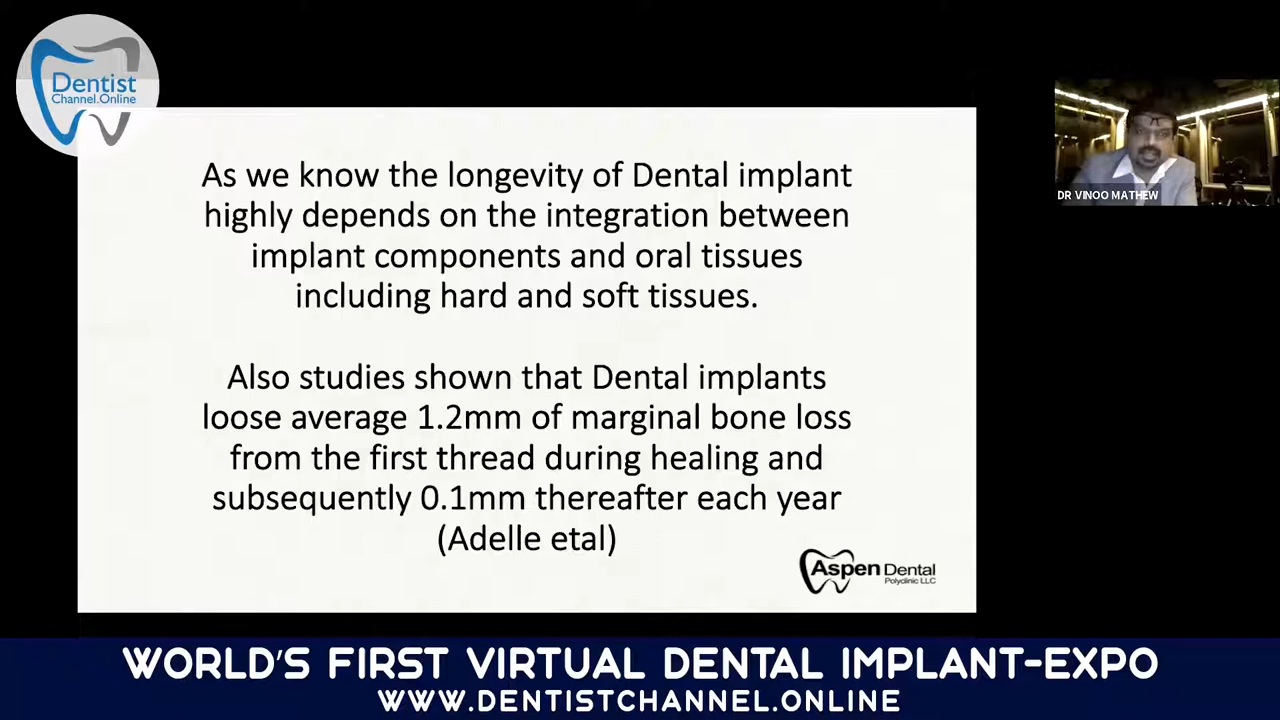 Dentist
Channel.Online
As we know the longevity of Dental implant
highly depends on the integration between
implant components and oral tissues
including hard and soft tissues.
Also studies shown that Dental implants
loose average 1.2mm of marginal bone loss
from the first thread during healing and
subsequently 0.1mm thereafter each year
(Adelle etal)
Aspen Dental
Polyclinic LLC
DR VINOO MATHEW
WORLD'S FIRST VIRTUAL DENTAL IMPLANT-EXPO
WWW.DENTISTCHANNEL.ONLINE